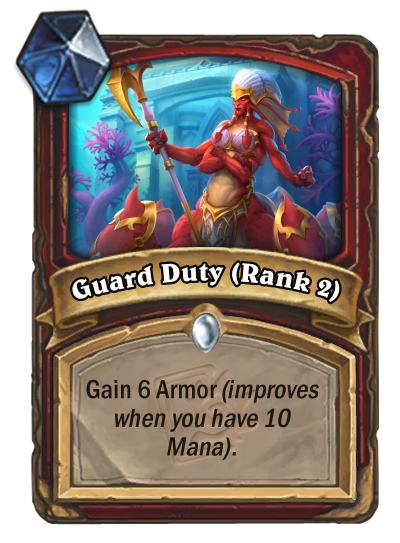 Guard Duty (Rank 2)
Gain 6 Armor (improves
when you have 10
Mana).